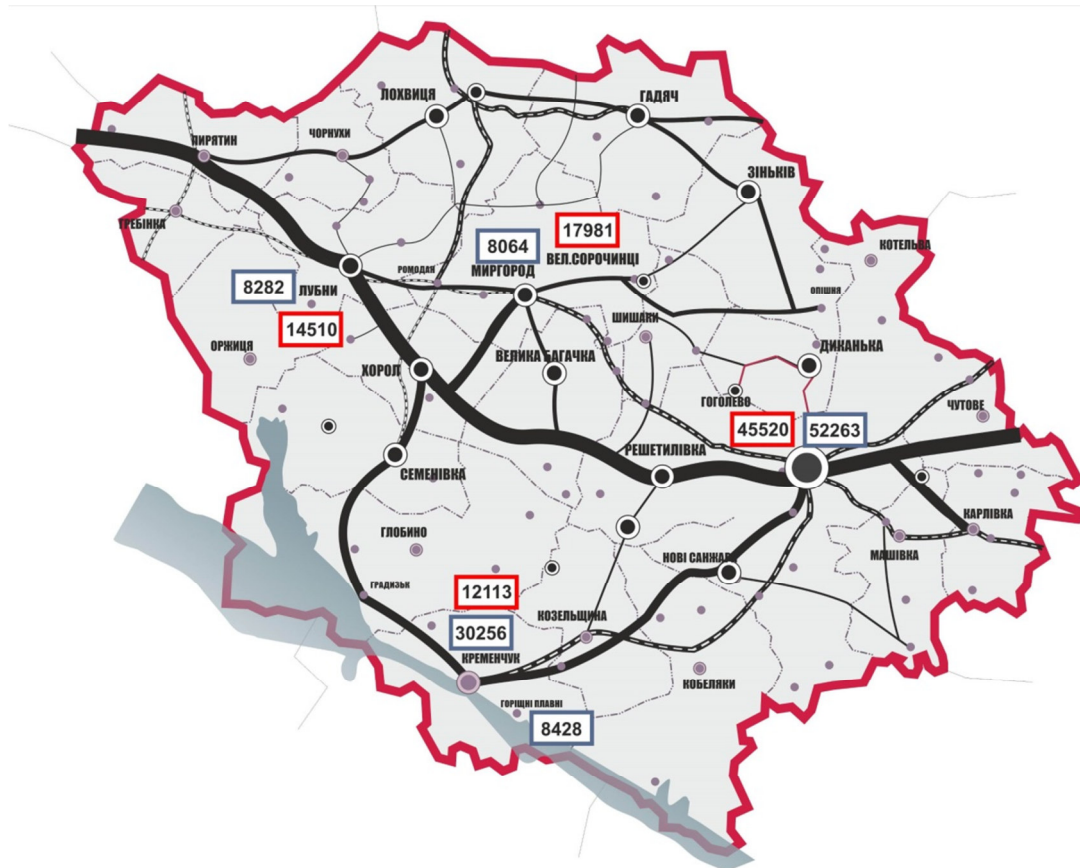 ЛОХВИЦЯ
ГАДЯЧ
ПИРЯТИН
ЧОРНУХИ
ЗІНЬКІВ
ГРЕБІНКА
17981
8064
ВЕЛ.СОРОЧИНЦІ
КОТЕЛЬВА
РОМОДАН
МИРГОРОД
8282
ЛУБНИ
ОПІШНЯ
14510
ШИШАКИ
ОРЖИЦЯ
ВЕЛИКА БАГАЧКА
ДИКАНЬКА
ХОРОЛ
ГОГОЛЕВО
ЧУТОВЕ
45520
52263
РЕШЕТИЛІВКА
СЕМЕНІВКА
КАРЛІВКА
ГЛОБИНО
НОВІ САНЖАРИ
МАШІВКА
ГРАДИЗЬК
12113
КОЗЕЛЬЩИНА
30256
КРЕМЕНЧУК
КОБЕЛЯКИ
ГОРІШНІ ПЛАВНІ
8428